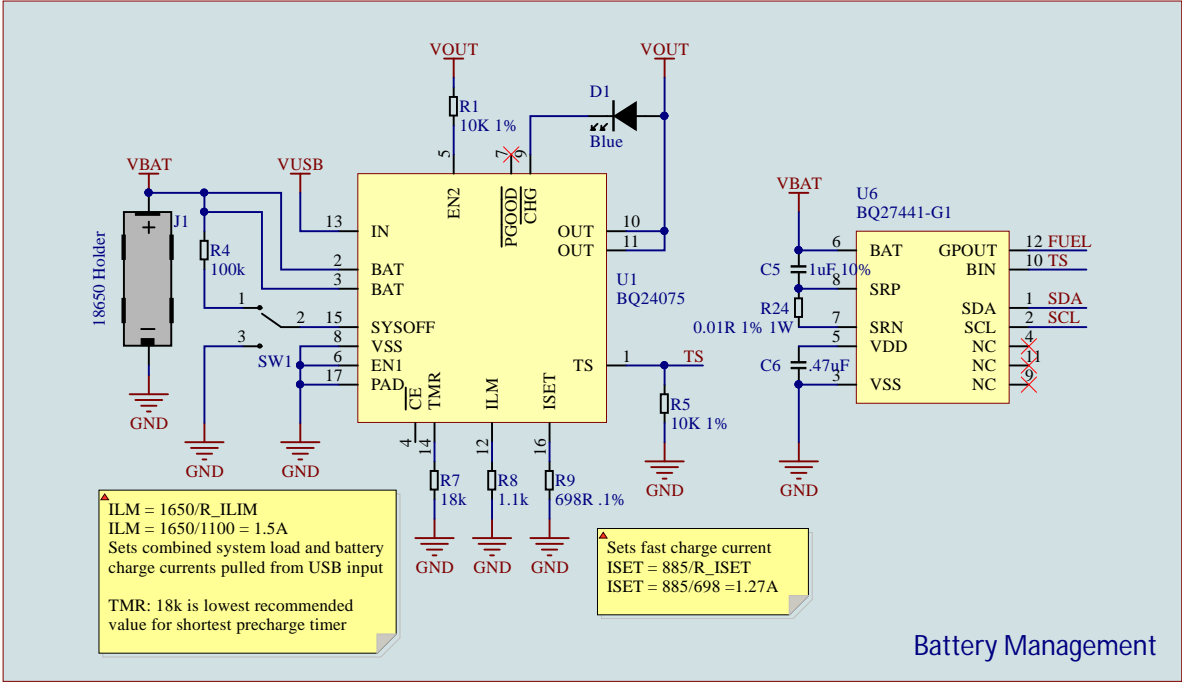 VOUT
VOUT
R1
10K 1%
D1
Blue
5
7
9
VBAT
VUSB
EN2
PGOOD
CHG
J1
18650 Holder
R4
100k
13
IN
2
BAT
3
BAT
1
2
15
SYSOFF
3
SW1
8
VSS
6
EN1
17
PAD
OUT
10
OUT
11
U1
BQ24075
TS
1
TS
R5
10K 1%
CE
TMR
ILM
ISET
4
14
12
16
R7
18k
R8
1.1k
R9
698R .1%
GND
GND
GND
GND
GND
GND
GND
GND
VBAT
U6
BQ27441-G1
6
BAT
C5
1uF 10%
8
SRP
R24
0.01R 1% 1W
7
SRN
5
VDD
C6
.47uF
3
VSS
GPOUT
12
FUEL
BIN
10
TS
SDA
1
SDA
SCL
2
SCL
NC
4
NC
11
NC
9
ILM = 1650/R_ILIM
ILM = 1650/1100 = 1.5A
Sets combined system load and battery
charge currents pulled from USB input
TMR: 18k is lowest recommended
value for shortest precharge timer
Sets fast charge current
ISET = 885/R_ISET
ISET = 885/698 =1.27A
Battery Management